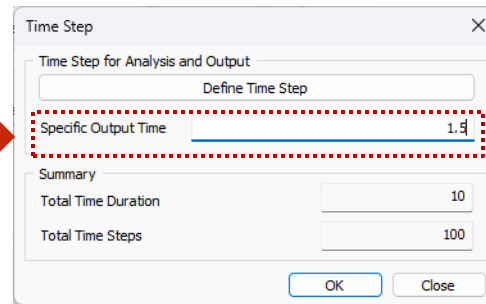 Time Step
Time Step for Analysis and Output
Define Time Step
Specific Output Time 1.5
Summary
Total Time Duration 10
Total Time Steps 100
OK Close